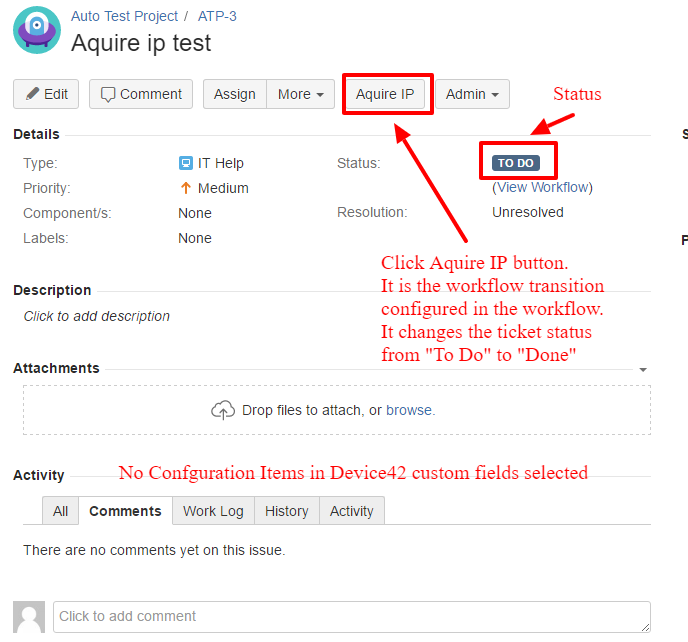 Auto Test Project / ATP-3
Aquire ip test
Edit Comment Assign More Aquire IP Admin
Status
Details
Type: IT Help Status: TO DO
Priority: Medium (View Workflow)
Component/s: None Resolution: Unresolved
Labels: None
Click Aquire IP button.
It is the workflow transition
configured in the workflow.
It changes the ticket status
from "To Do" to "Done"
Description
Click to add description
Attachments
Drop files to attach, or browse.
Activity
No Confguration Items in Device42 custom fields selected
All Comments Work Log History Activity
There are no comments yet on this issue.
Click to add comment